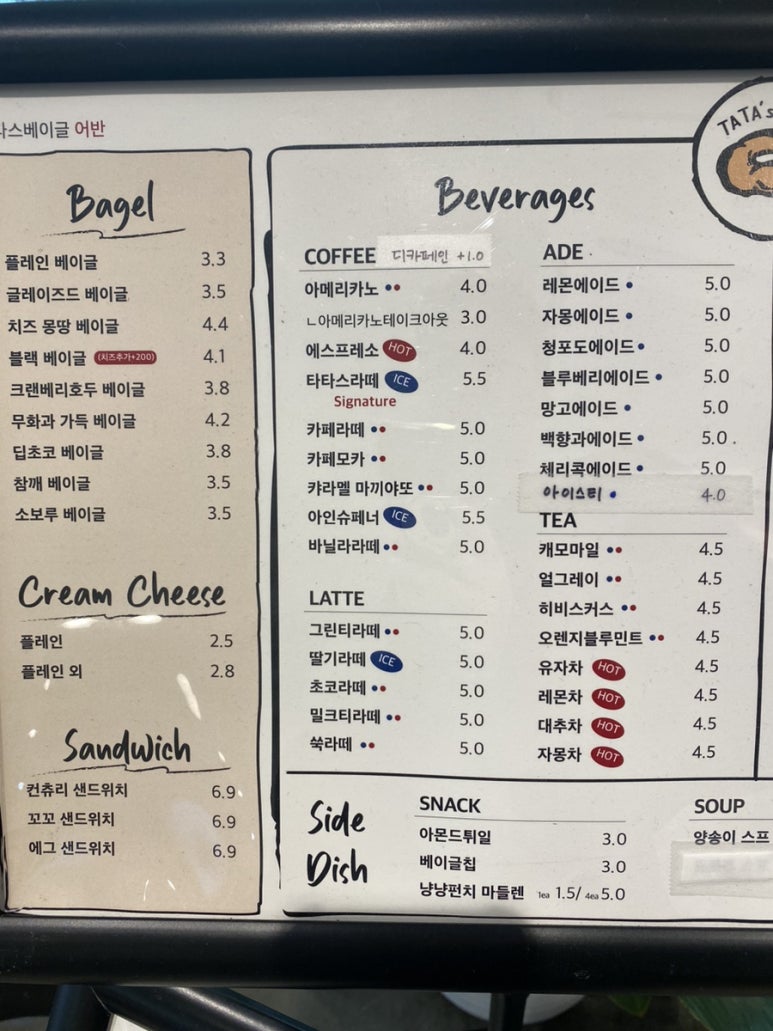 스베이글 어반
TATA's
Bagel
플레인 베이글 3.3
글레이즈드 베이글 3.5
치즈 몽땅 베이글 4.4
블랙 베이글 (치즈추가+200) 4.1
크랜베리호두 베이글 3.8
무화과 가득 베이글 4.2
딥초코 베이글 3.8
참깨 베이글 3.5
소보루 베이글 3.5
Cream Cheese
플레인 2.5
플레인 외 2.8
Sandwich
컨츄리 샌드위치 6.9
꼬꼬 샌드위치 6.9
에그 샌드위치 6.9
Beverages
COFFEE 디카페인 +1.0
아메리카노 4.0
ㄴ아메리카노테이크아웃 3.0
에스프레소 HOT 4.0
타타스라떼 ICE 5.5
Signature
카페라떼 5.0
카페모카 5.0
캬라멜 마끼야또 5.0
아인슈페너 ICE 5.5
바닐라라떼 5.0
LATTE
그린티라떼 5.0
딸기라떼 ICE 5.0
초코라떼 5.0
밀크티라떼 5.0
쑥라떼 5.0
ADE
레몬에이드 5.0
자몽에이드 5.0
청포도에이드 5.0
블루베리에이드 5.0
망고에이드 5.0
백향과에이드 5.0
체리콕에이드 5.0
아이스티 4.0
TEA
캐모마일 4.5
얼그레이 4.5
히비스커스 4.5
오렌지블루민트 4.5
유자차 HOT 4.5
레몬차 HOT 4.5
대추차 HOT 4.5
자몽차 HOT 4.5
Side
Dish
SNACK
아몬드튀일 3.0
베이글칩 3.0
냥냥펀치 마들렌 1ea 1.5/ 4ea 5.0
SOUP
양송이 스프